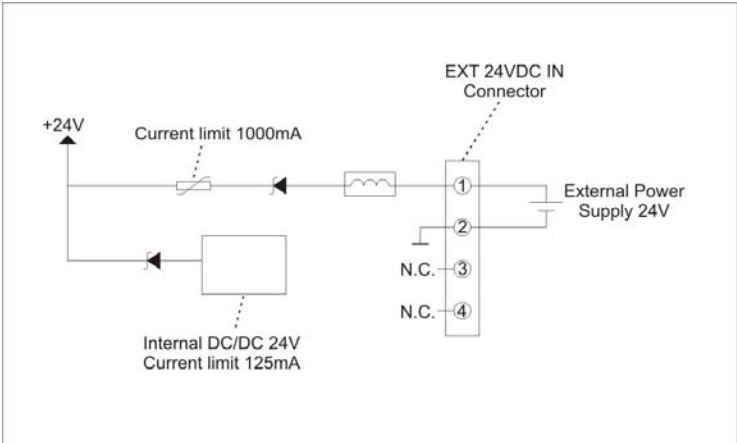 EXT 24VDC IN
Connector
+24V
Current limit 1000mA
1
External Power
Supply 24V
2
N.C.
3
N.C.
4
Internal DC/DC 24V
Current limit 125mA